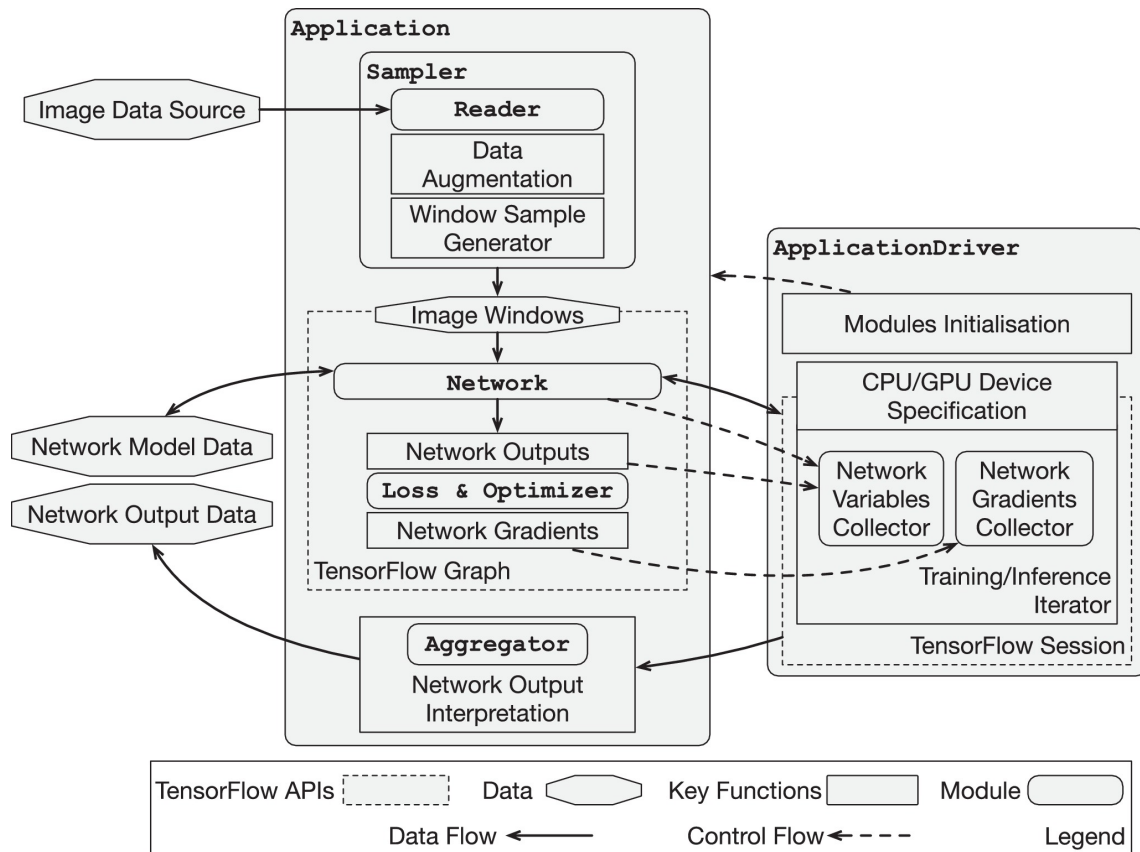 Application
Sampler
Image Data Source
Reader
Data
Augmentation
Window Sample
Generator
ApplicationDriver
Image Windows
Modules Initialisation
Network
CPU/GPU Device
Specification
Network Model Data
Network Outputs
Network
Variables
Collector
Network
Gradients
Collector
Loss & Optimizer
Network Output Data
Network Gradients
TensorFlow Graph
Training/Inference
Iterator
TensorFlow Session
Aggregator
Network Output
Interpretation
TensorFlow APIs
Data
Key Functions
Module
Data Flow
Control Flow
Legend